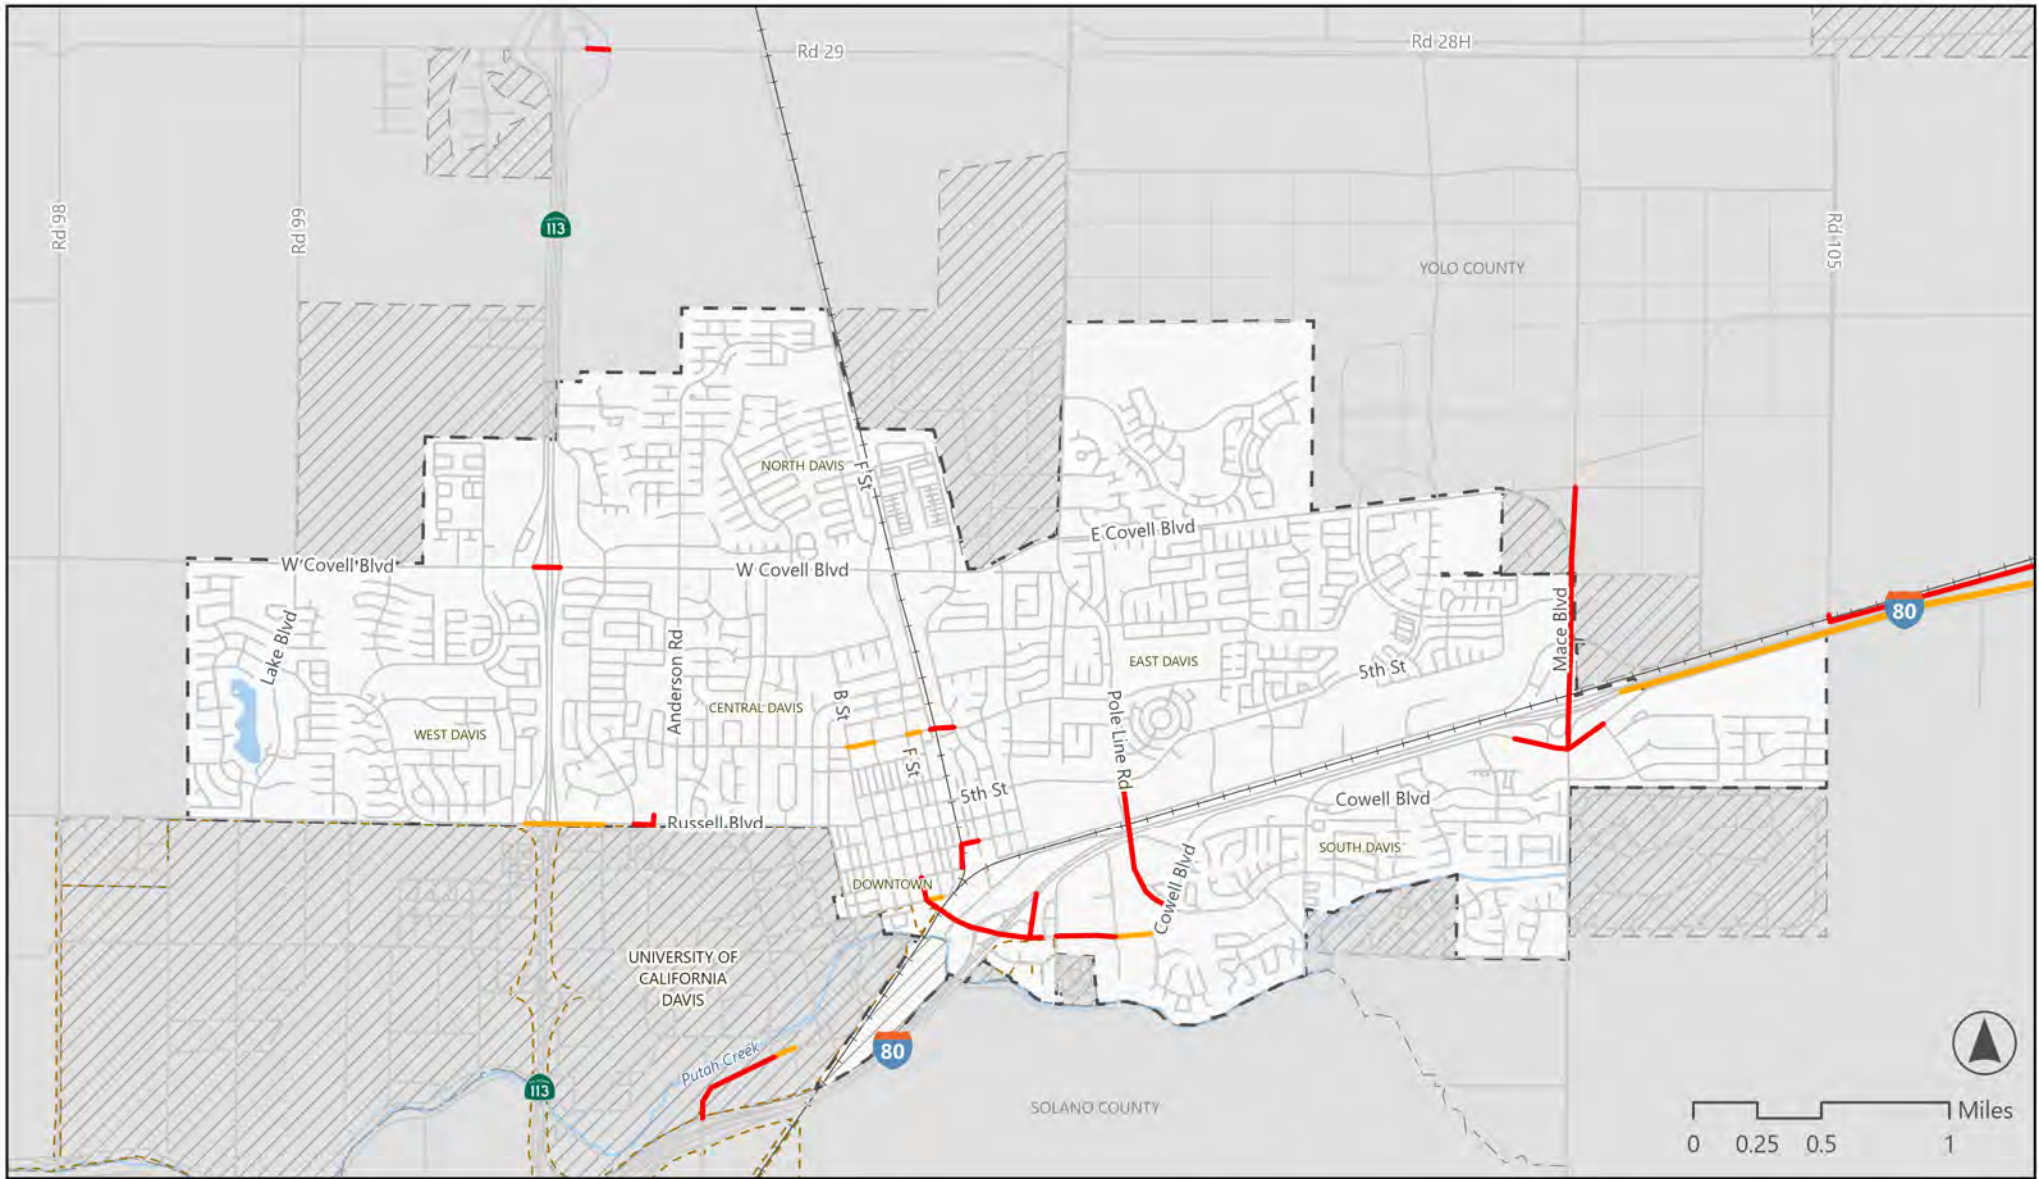 Rd 29
Rd 28H
Rd 98
Rd 99
113
Rd 105
YOLO COUNTY
NORTH DAVIS
F St
E Covell Blvd
W Covell Blvd
W Covell Blvd
Lake Blvd
Anderson Rd
Mace Blvd
80
EAST DAVIS
5th St
B St
CENTRAL DAVIS
Pole Line Rd
WEST DAVIS
F St
5th St
Cowell Blvd
Russell Blvd
SOUTH DAVIS
DOWNTOWN
Cowell Blvd
UNIVERSITY OF
CALIFORNIA
DAVIS
Putah Creek
80
113
SOLANO COUNTY
Miles
0 0.25 0.5 1